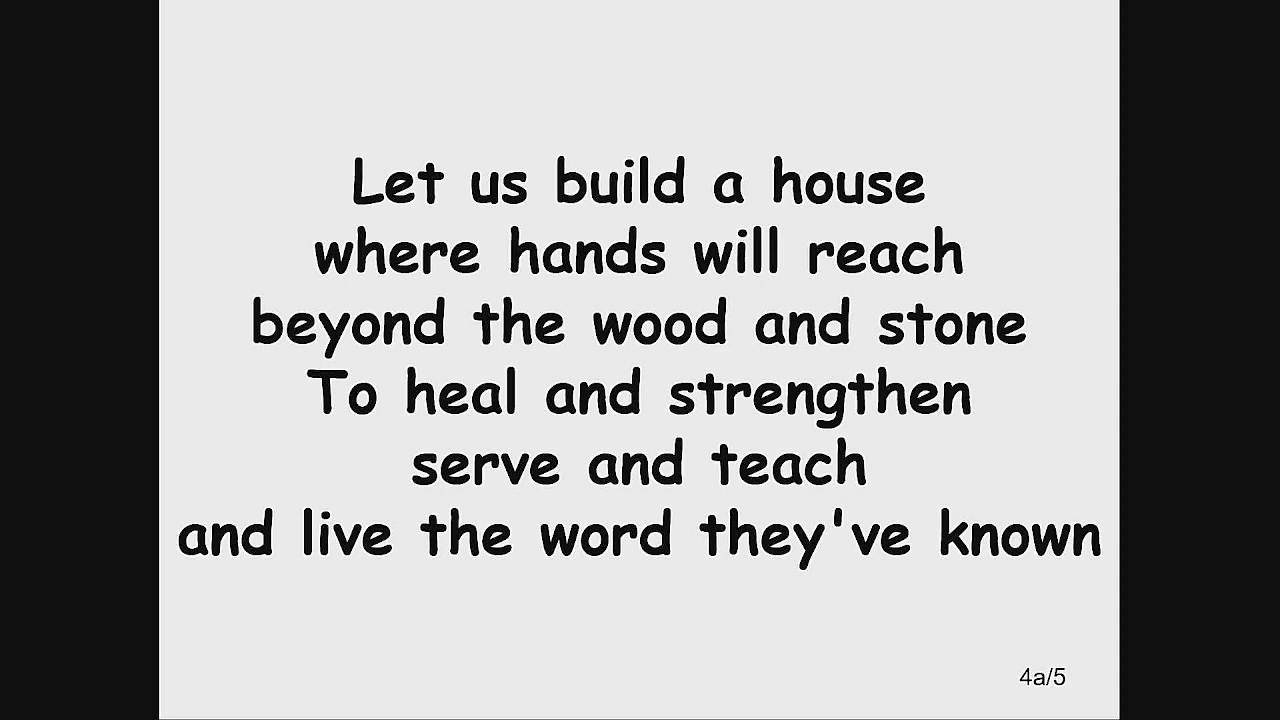 Let us build a house
where hands will reach
beyond the wood and stone
To heal and strengthen
serve and teach
and live the word they've known
4a/5